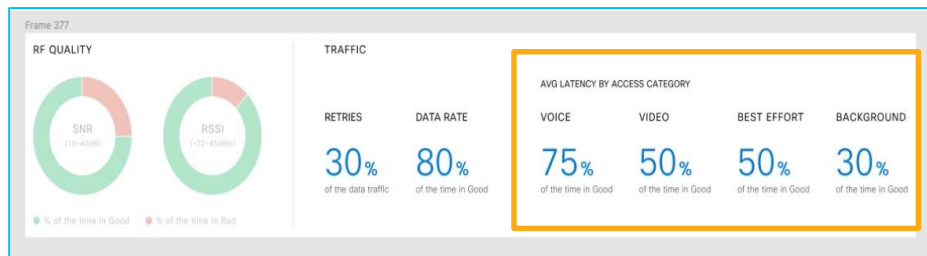 Frame 377
RF QUALITY
SNR
(10-40dB)
RSSI
(-72-45dBm)
% of the time in Good % of the time in Bad
TRAFFIC
AVG LATENCY BY ACCESS CATEGORY
RETRIES DATA RATE VOICE VIDEO BEST EFFORT BACKGROUND
30% 80% 75% 50% 50% 30%
of the data traffic of the time in Good of the time in Good of the time in Good of the time in Good of the time in Good